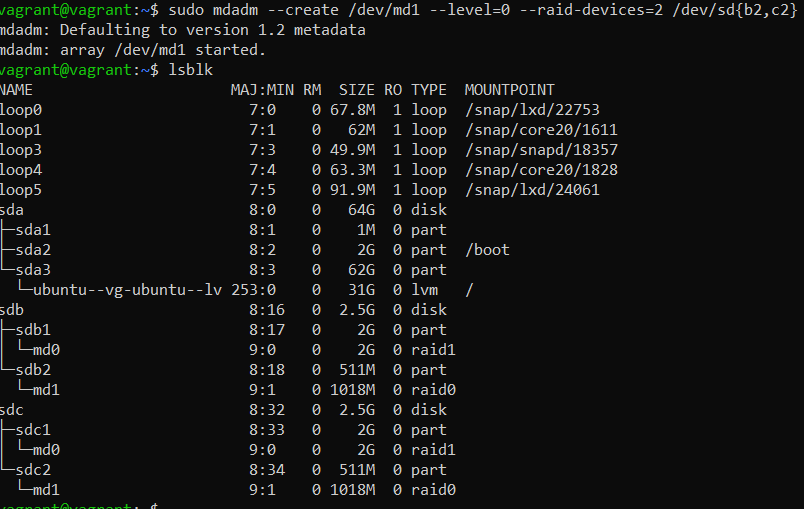 vagrant@vagrant:~$ sudo mdadm --create /dev/md1 --level=0 --raid-devices=2 /dev/sd{b2,c2}
mdadm: Defaulting to version 1.2 metadata
mdadm: array /dev/md1 started.
vagrant@vagrant:~$ lsblk
NAME MAJ:MIN RM SIZE RO TYPE MOUNTPOINT
loop0 7:0 0 67.8M 1 loop /snap/lxd/22753
loop1 7:1 0 62M 1 loop /snap/core20/1611
loop3 7:3 0 49.9M 1 loop /snap/snapd/18357
loop4 7:4 0 63.3M 1 loop /snap/core20/1828
loop5 7:5 0 91.9M 1 loop /snap/lxd/24061
sda 8:0 0 64G 0 disk
├─sda1 8:1 0 1M 0 part
├─sda2 8:2 0 2G 0 part /boot
└─sda3 8:3 0 62G 0 part
  └─ubuntu--vg-ubuntu--lv 253:0 0 31G 0 lvm /
sdb 8:16 0 2.5G 0 disk
├─sdb1 8:17 0 2G 0 part
│ └─md0 9:0 0 2G 0 raid1
└─sdb2 8:18 0 511M 0 part
  └─md1 9:1 0 1018M 0 raid0
sdc 8:32 0 2.5G 0 disk
├─sdc1 8:33 0 2G 0 part
│ └─md0 9:0 0 2G 0 raid1
└─sdc2 8:34 0 511M 0 part
  └─md1 9:1 0 1018M 0 raid0
vagrant@vagrant:~$